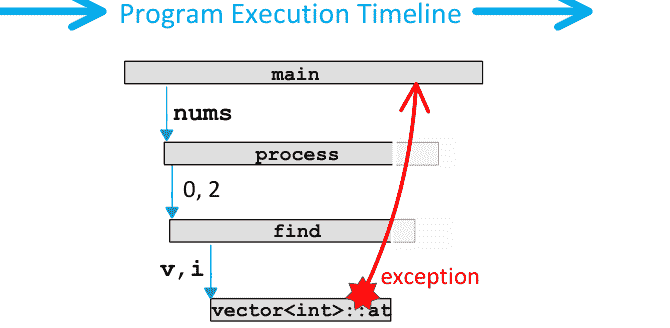 Program Execution Timeline
main
nums
process
0, 2
find
v,i
exception
vector<int>::at